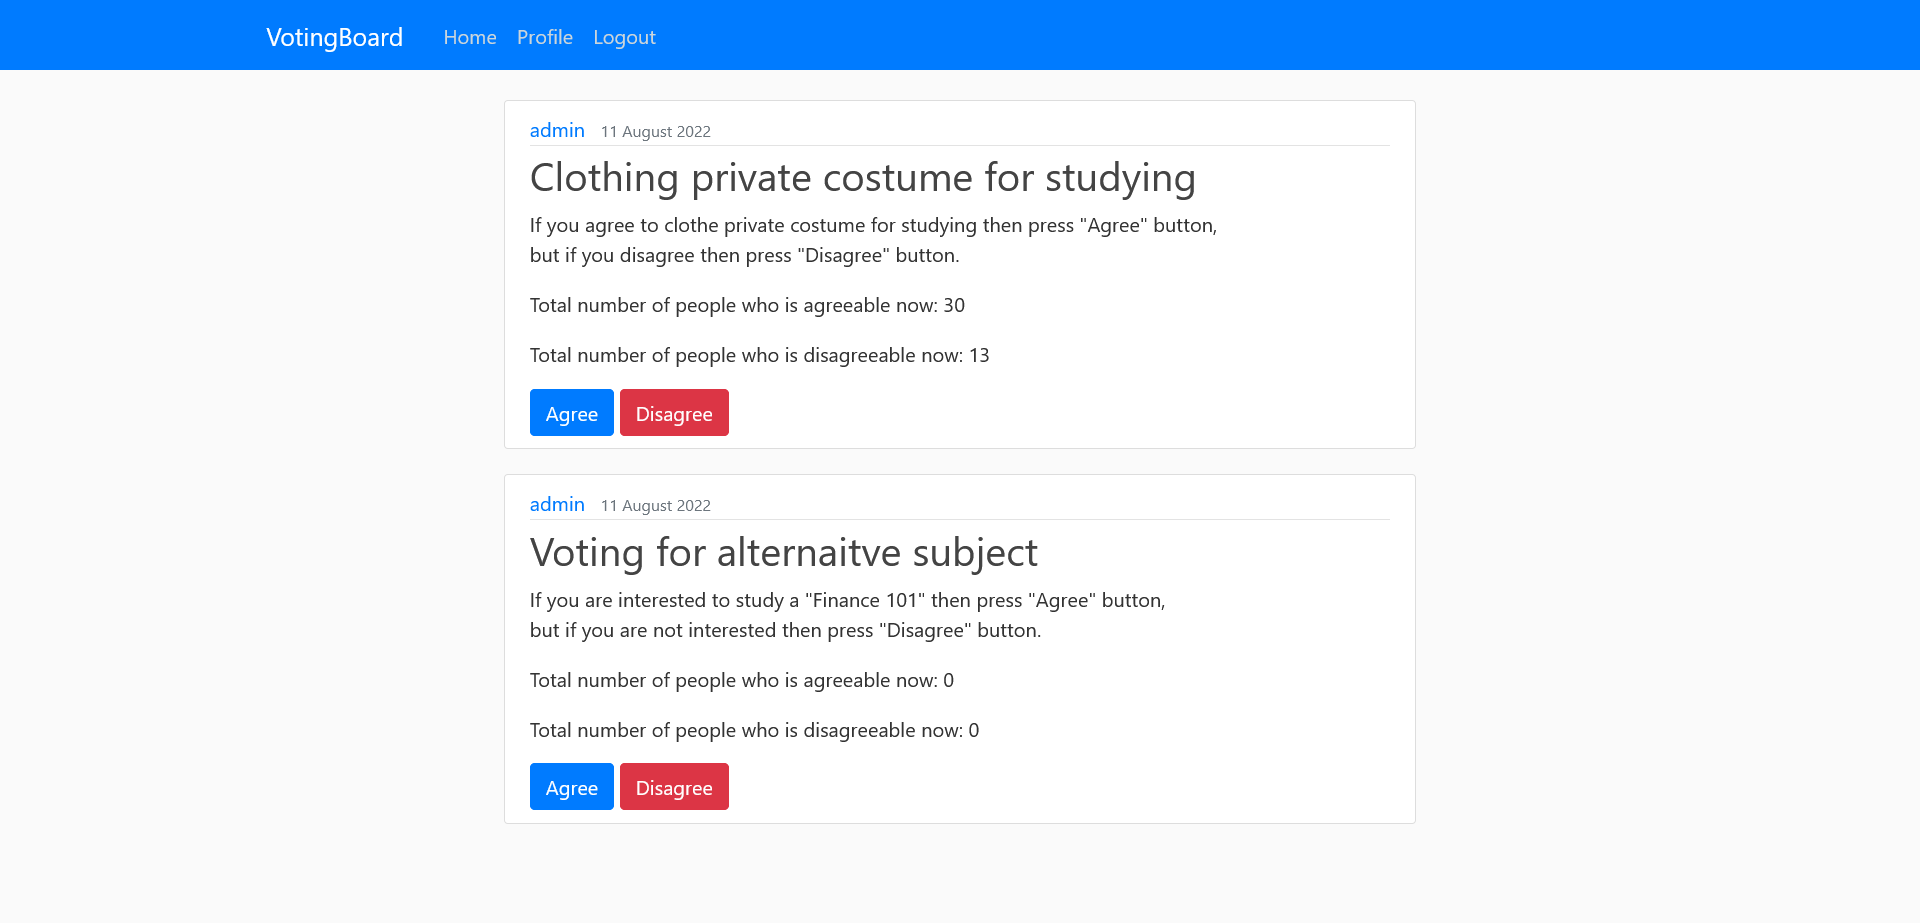 VotingBoard Home Profile Logout
admin 11 August 2022
Clothing private costume for studying
If you agree to clothe private costume for studying then press "Agree" button,
but if you disagree then press "Disagree" button.
Total number of people who is agreeable now: 30
Total number of people who is disagreeable now: 13
Agree Disagree
admin 11 August 2022
Voting for alternaitve subject
If you are interested to study a "Finance 101" then press "Agree" button,
but if you are not interested then press "Disagree" button.
Total number of people who is agreeable now: 0
Total number of people who is disagreeable now: 0
Agree Disagree